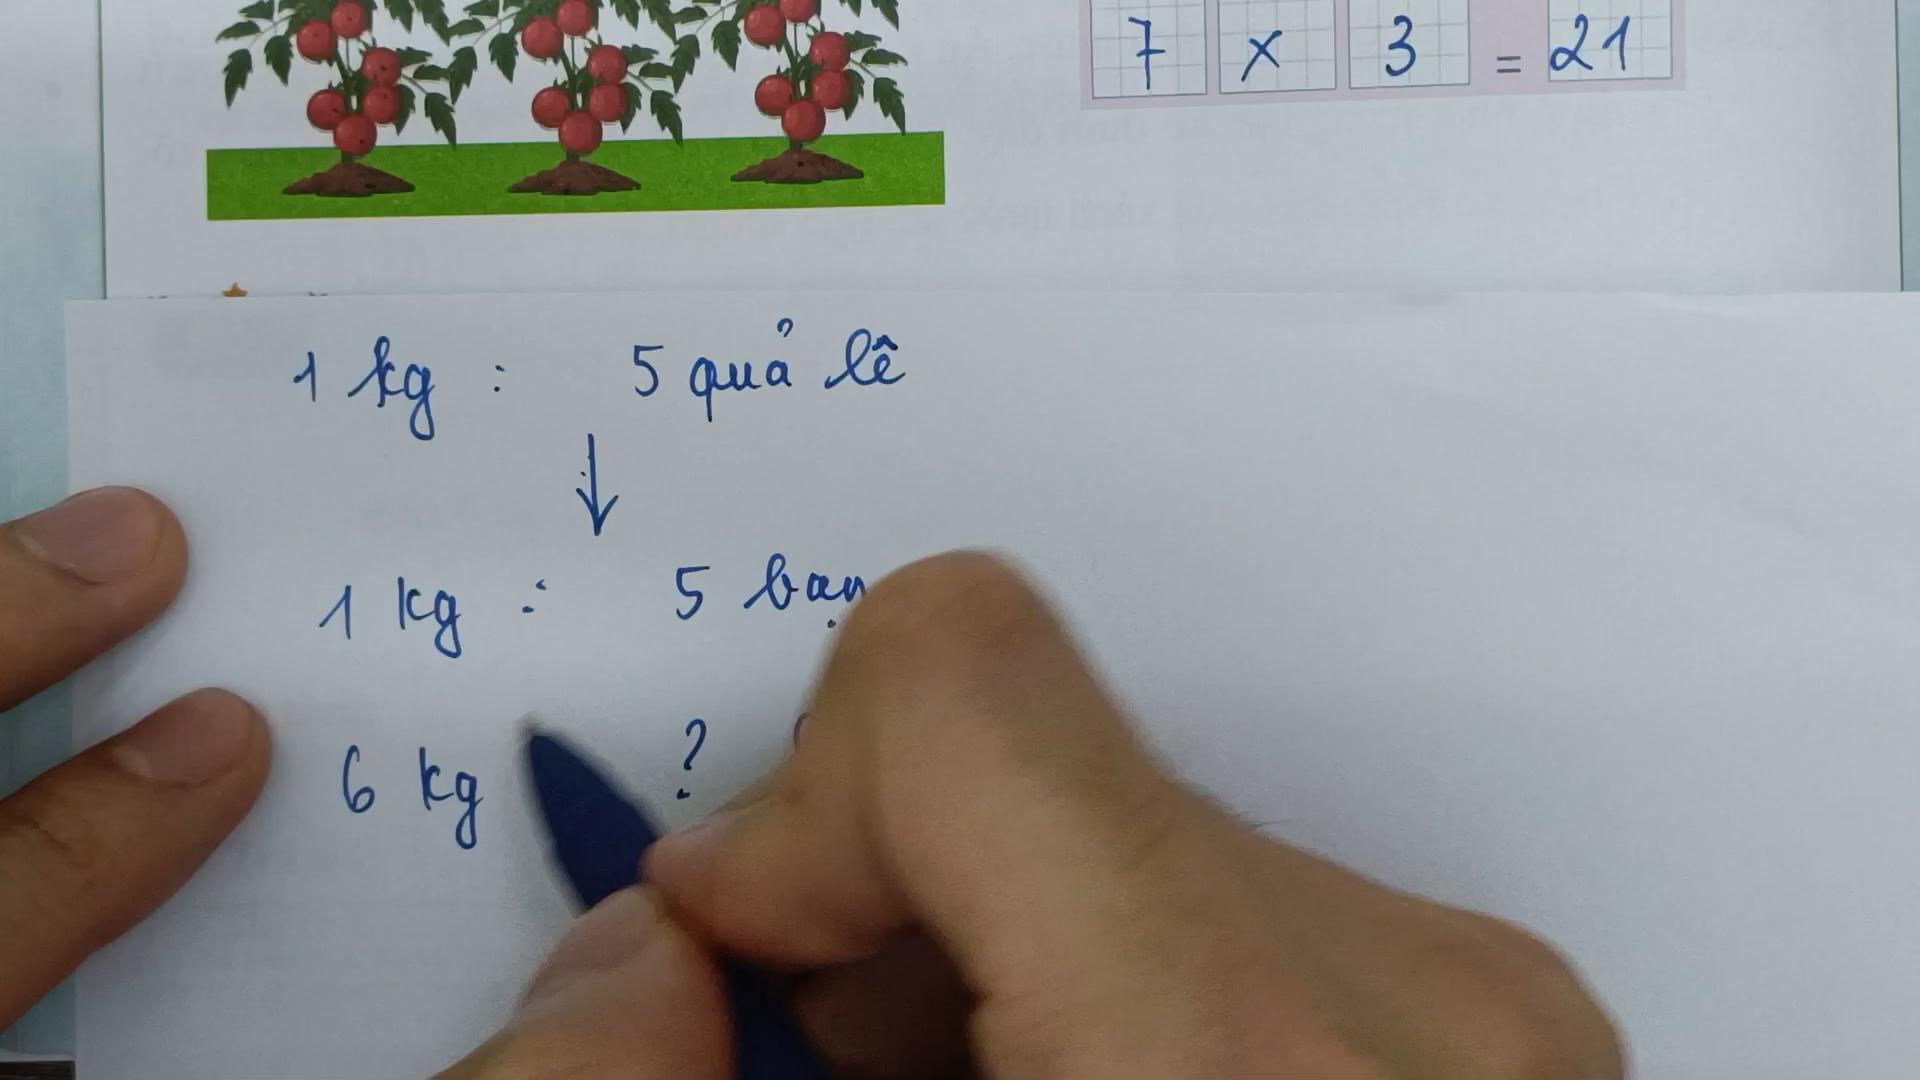 7 x 3 = 21
1 kg : 5 quả lê
1 kg : 5 bạn
6 kg ?